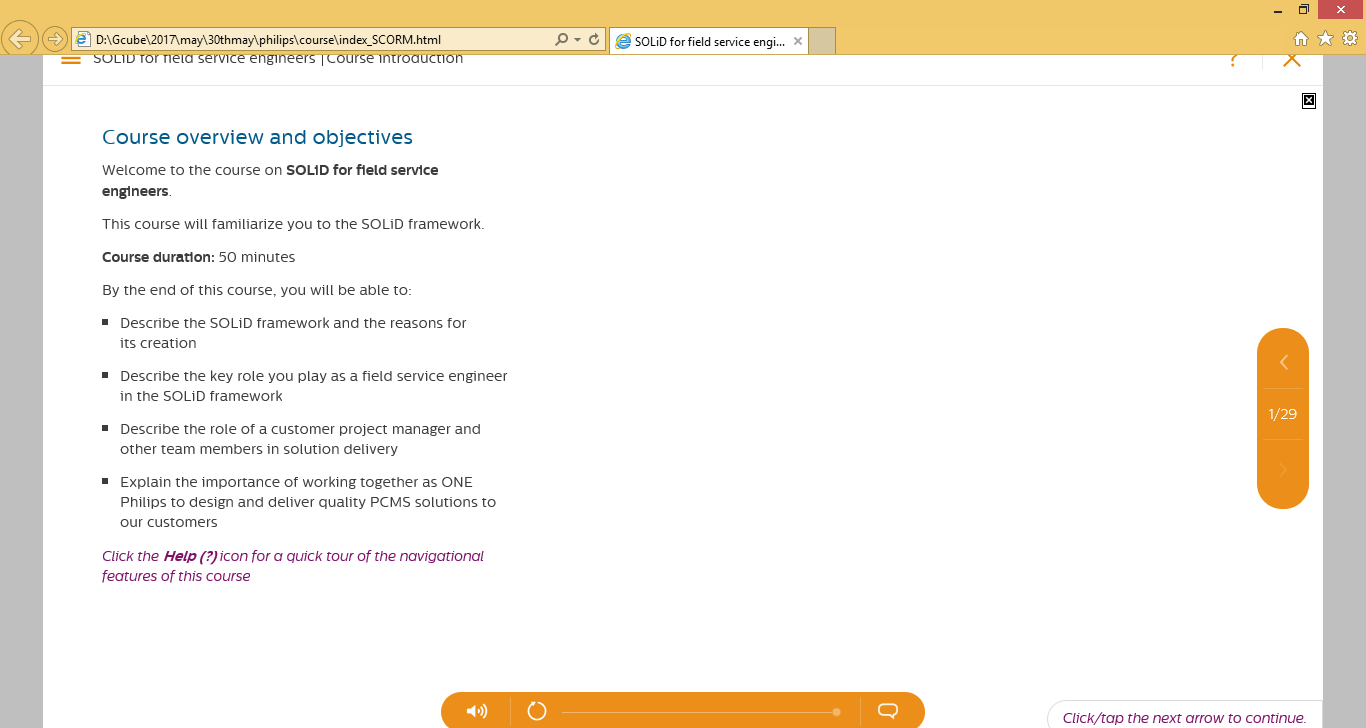 D:\Gcube\2017\may\30thmay\philips\course\index_SCORM.html
SOLiD for field service engi...
SOLiD for field service engineers | Course introduction
?
Course overview and objectives
Welcome to the course on SOLiD for field service
engineers.
This course will familiarize you to the SOLiD framework.
Course duration: 50 minutes
By the end of this course, you will be able to:
Describe the SOLiD framework and the reasons for
its creation
Describe the key role you play as a field service engineer
in the SOLiD framework
Describe the role of a customer project manager and
other team members in solution delivery
Explain the importance of working together as ONE
Philips to design and deliver quality PCMS solutions to
our customers
Click the Help (?) icon for a quick tour of the navigational
features of this course
1/29
Click/tap the next arrow to continue.